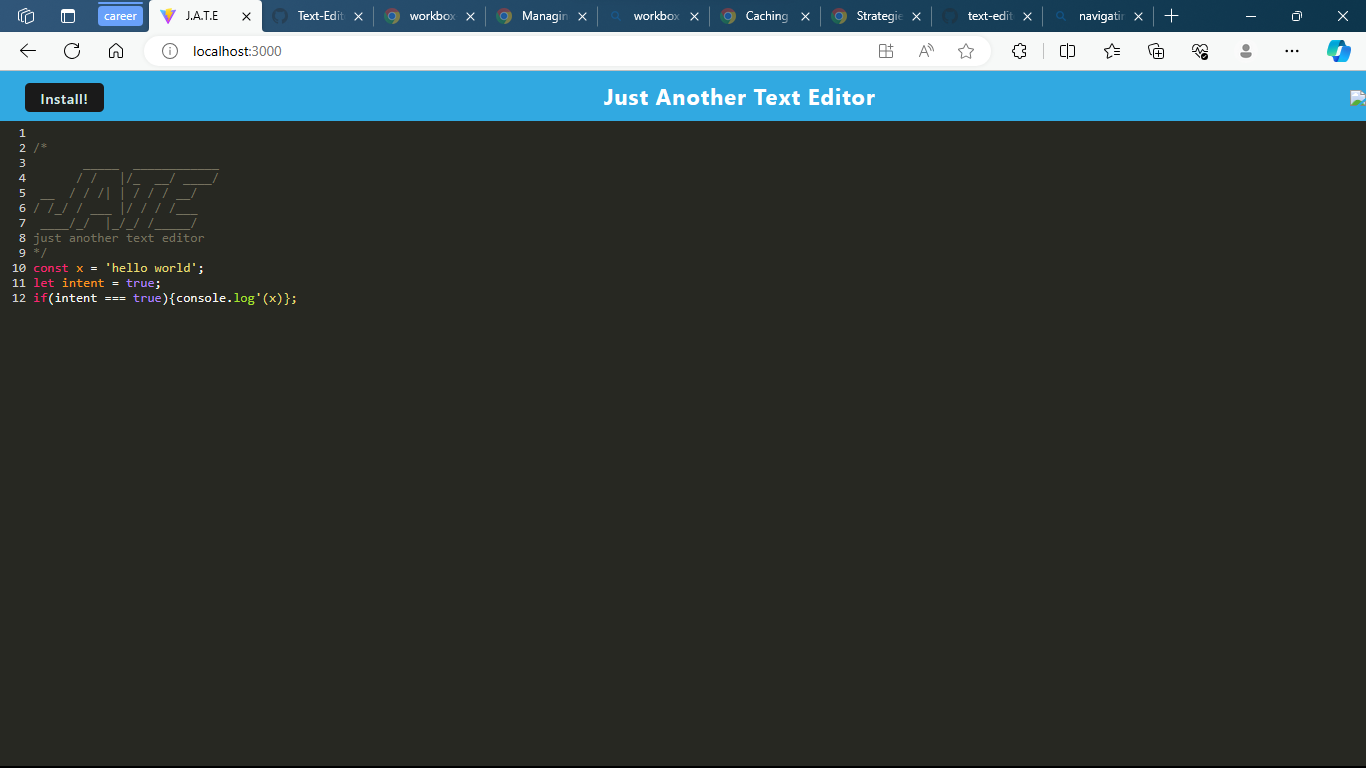 career J.A.T.E Text-Edit workbox Managin workbox Caching Strategie text-edit navigatin
localhost:3000
Install! Just Another Text Editor
1
2 /*
3        _____  ____________
4       / /   |/_  __/ ____/
5  __  / / /| | / / / __/
6 / /_/ / ___ |/ / / /___
7  ____/_/  |_/_/ /_____/
8 just another text editor
9 */
10 const x = 'hello world';
11 let intent = true;
12 if(intent === true){console.log'(x)};